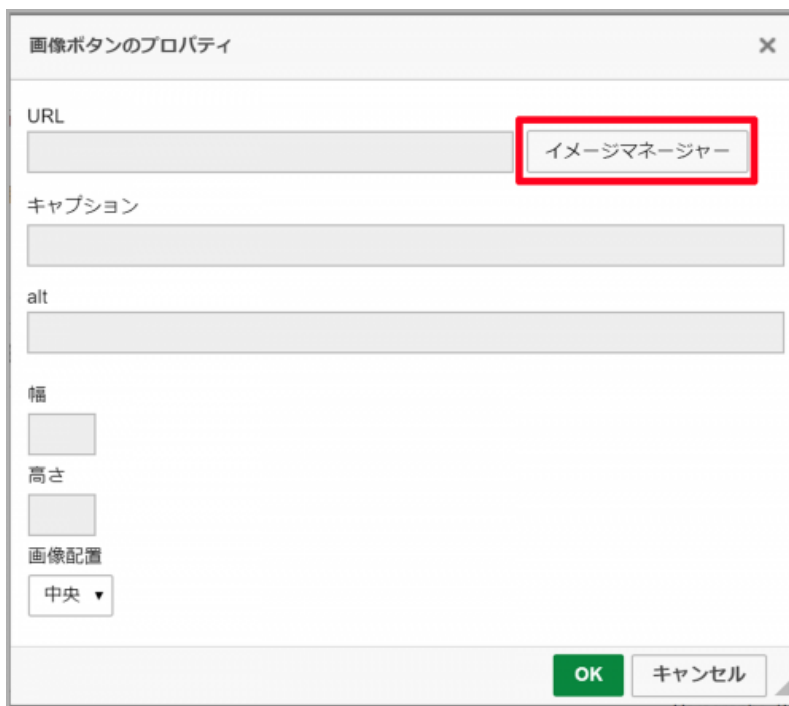 画像ボタンのプロパティ ×
URL
イメージマネージャー
キャプション
alt
幅
高さ
画像配置
中央 ▼
OK キャンセル